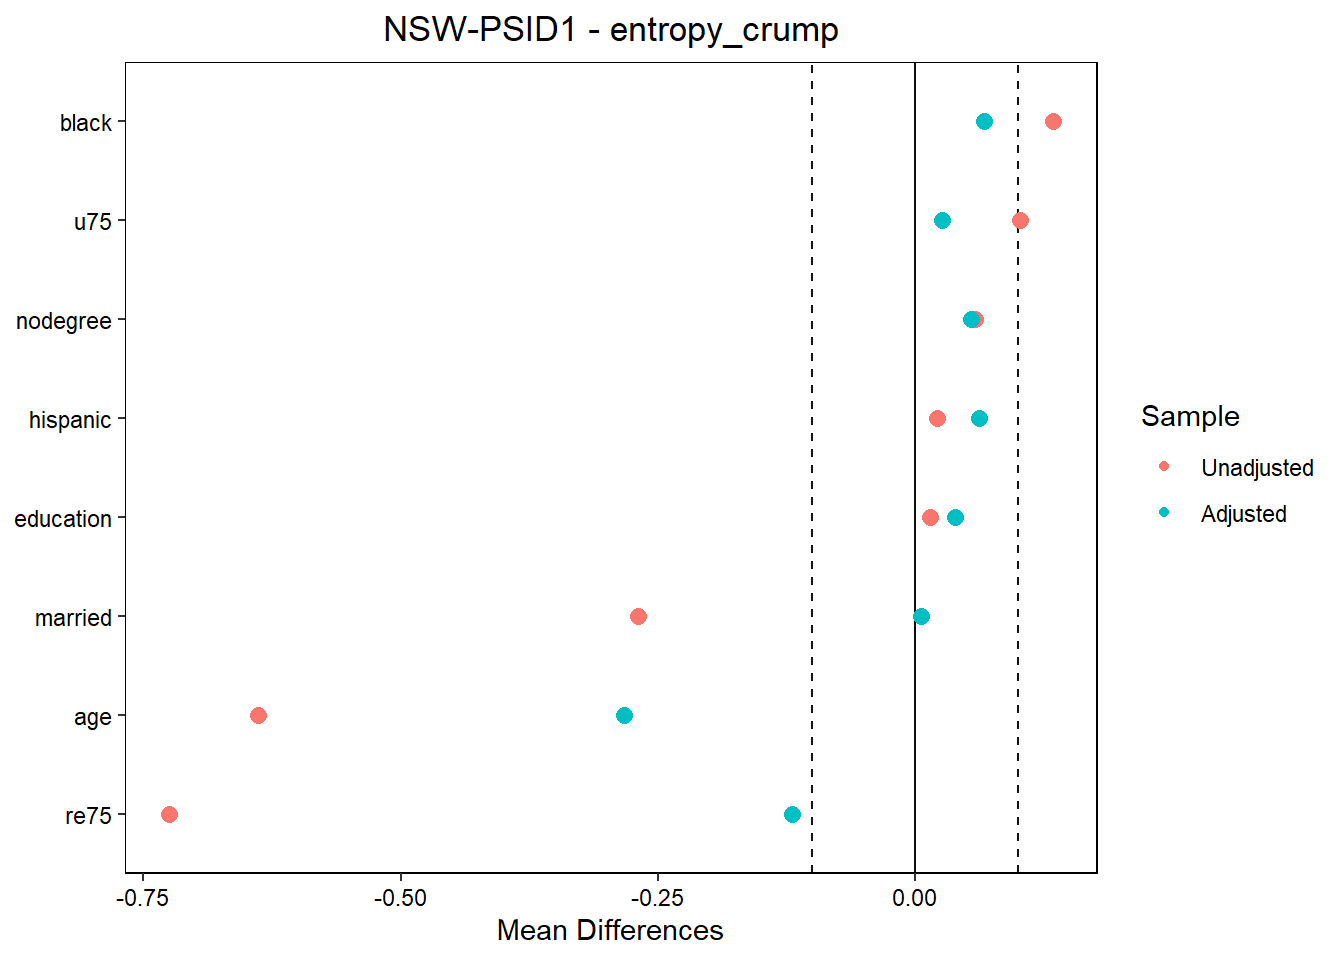 NSW-PSID1 - entropy_crump
black
u75
nodegree
hispanic
education
married
age
re75
-0.75 -0.50 -0.25 0.00
Mean Differences
Sample
Unadjusted
Adjusted